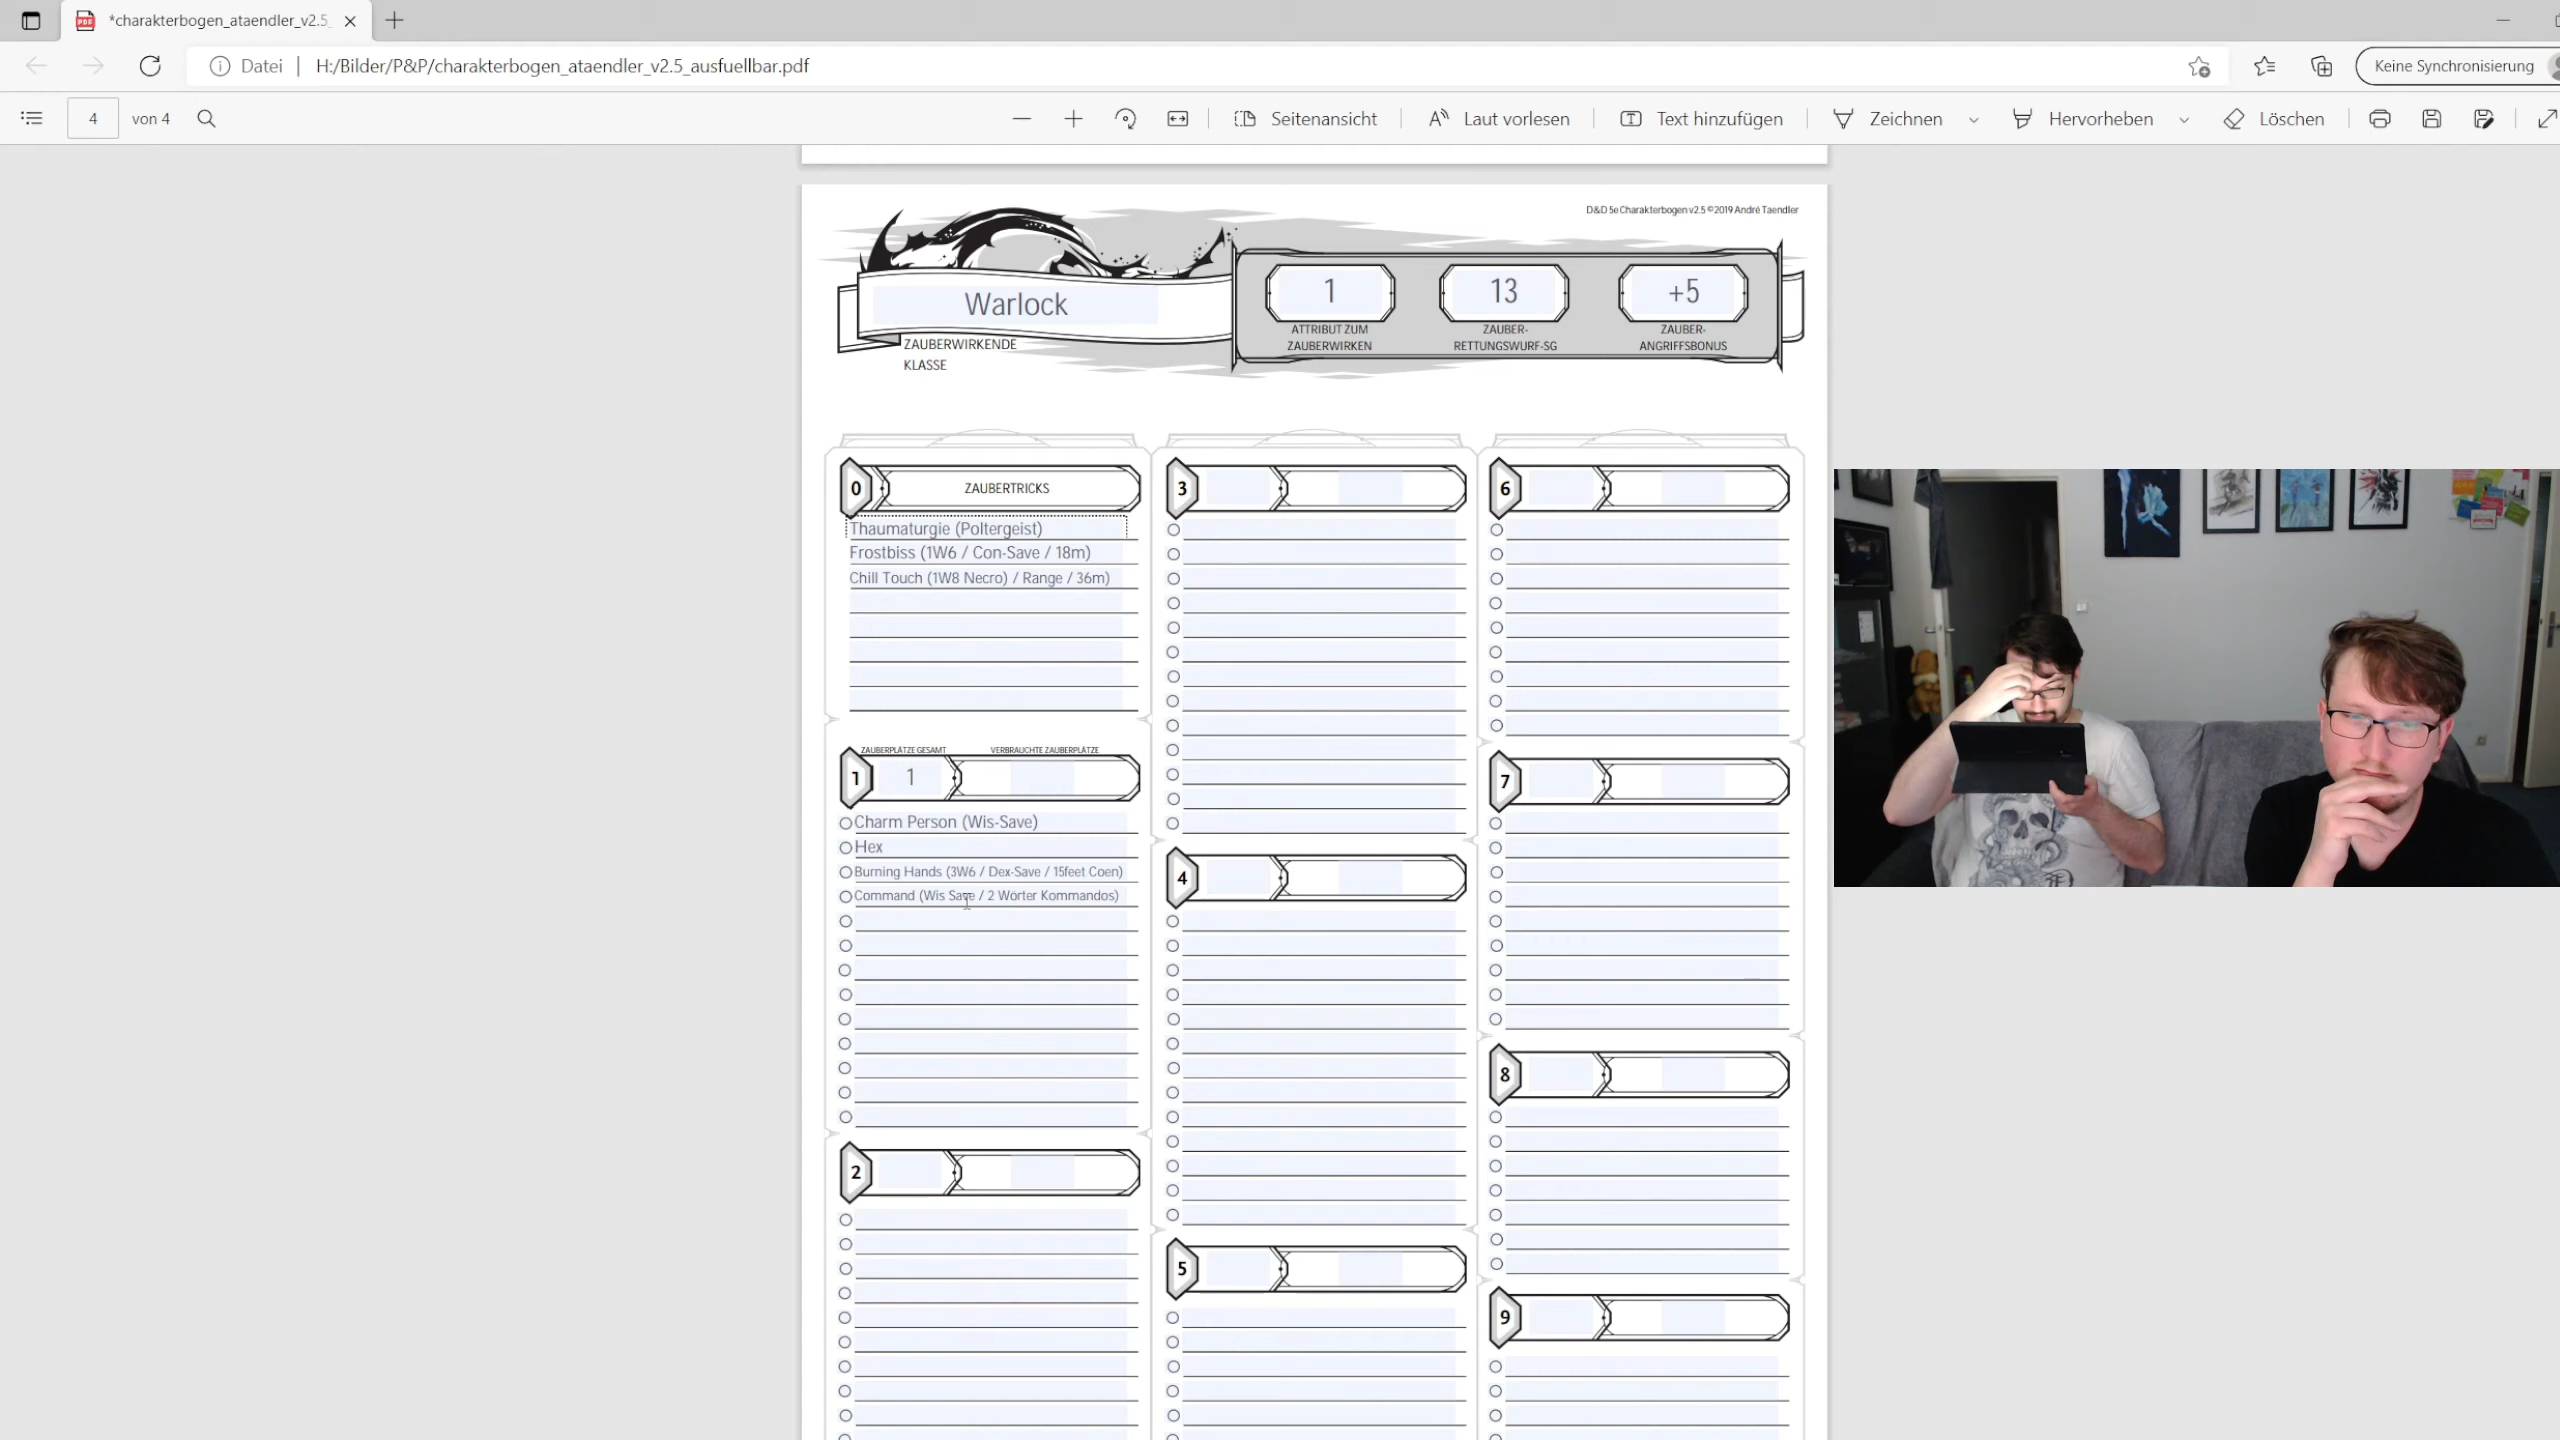 *charakterbogen_ataendler_v2.5_
Datei
H:/Bilder/P&P/charakterbogen_ataendler_v2.5_ausfuellbar.pdf
Keine Synchronisierung
4 von 4
Seitenansicht
Laut vorlesen
Text hinzufügen
Zeichnen
Hervorheben
Löschen
D&D 5e Charakterbogen v2.5 ©2019 André Taendler
Warlock
ZAUBERWIRKENDE
KLASSE
1
ATTRIBUT ZUM
ZAUBERWIRKEN
13
ZAUBER-
RETTUNGSWURF-SG
+5
ZAUBER-
ANGRIFFSBONUS
0 ZAUBERTRICKS
Thaumaturgie (Poltergeist)
Frostbiss (1W6 / Con-Save / 18m)
Chill Touch (1W8 Necro) / Range / 36m)
ZAUBERPLÄTZE GESAMT VERBRAUCHTE ZAUBERPLÄTZE
1 1
Charm Person (Wis-Save)
Hex
Burning Hands (3W6 / Dex-Save / 15feet Coen)
Command (Wis Save / 2 Wörter Kommandos)
2
3
4
5
6
7
8
9